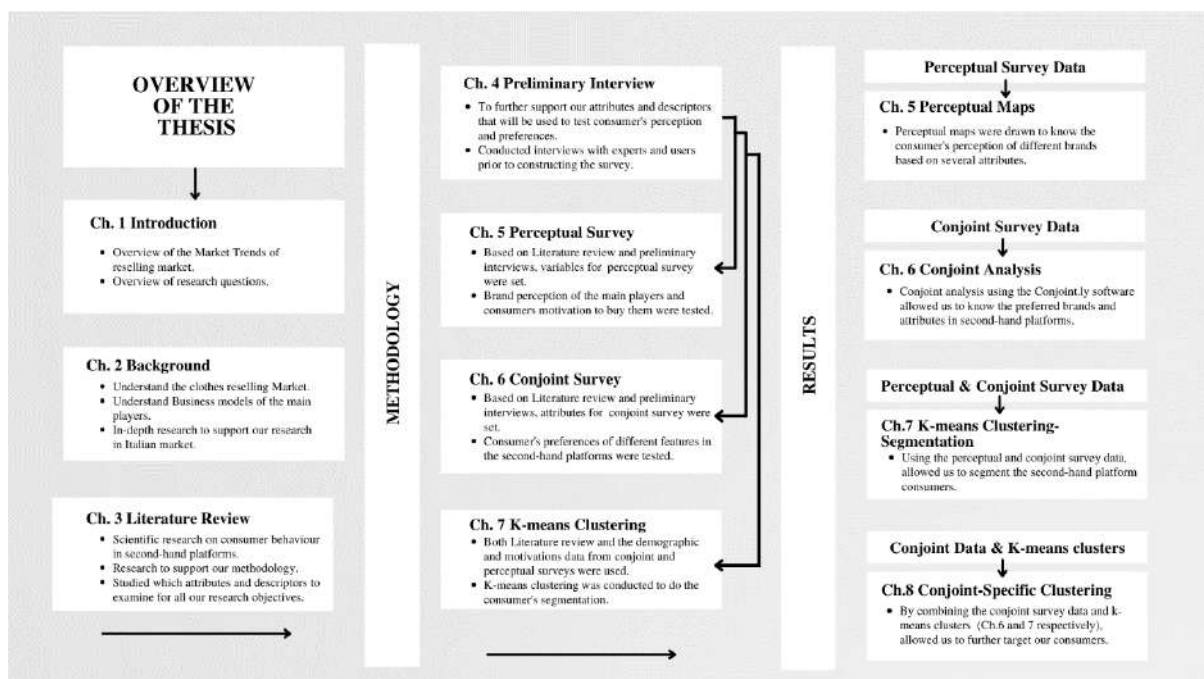 OVERVIEW
OF THE
THESIS
Ch. 1 Introduction
▪ Overview of the Market Trends of
reselling market.
▪ Overview of research questions.
Ch. 2 Background
▪ Understand the clothes reselling Market.
▪ Understand Business models of the main
players.
▪ In-depth research to support our research
in Italian market.
Ch. 3 Literature Review
▪ Scientific research on consumer behaviour
in second-hand platforms.
▪ Research to support our methodology.
▪ Studied which attributes and descriptors to
examine for all our research objectives.
METHODOLOGY
Ch. 4 Preliminary Interview
• To further support our attributes and descriptors
that will be used to test consumer's perception
and preferences.
• Conducted interviews with experts and users
prior to constructing the survey.
Ch. 5 Perceptual Survey
▪ Based on Literature review and preliminary
interviews, variables for perceptual survey
were set.
▪ Brand perception of the main players and
consumers motivation to buy them were tested.
Ch. 6 Conjoint Survey
▪ Based on Literature review and preliminary
interviews, attributes for conjoint survey were
set.
▪ Consumer's preferences of different features in
the second-hand platforms were tested.
Ch. 7 K-means Clustering
▪ Both Literature review and the demographic
and motivations data from conjoint and
perceptual surveys were used.
▪ K-means clustering was conducted to do the
consumer's segmentation.
RESULTS
Perceptual Survey Data
Ch. 5 Perceptual Maps
• Perceptual maps were drawn to know the
consumer's perception of different brands
based on several attributes.
Conjoint Survey Data
Ch. 6 Conjoint Analysis
• Conjoint analysis using the Conjoint.ly software
allowed us to know the preferred brands and
attributes in second-hand platforms.
Perceptual & Conjoint Survey Data
Ch.7 K-means Clustering-
Segmentation
• Using the perceptual and conjoint survey data,
allowed us to segment the second-hand platform
consumers.
Conjoint Data & K-means clusters
Ch.8 Conjoint-Specific Clustering
• By combining the conjoint survey data and k-
means clusters (Ch.6 and 7 respectively),
allowed us to further target our consumers.